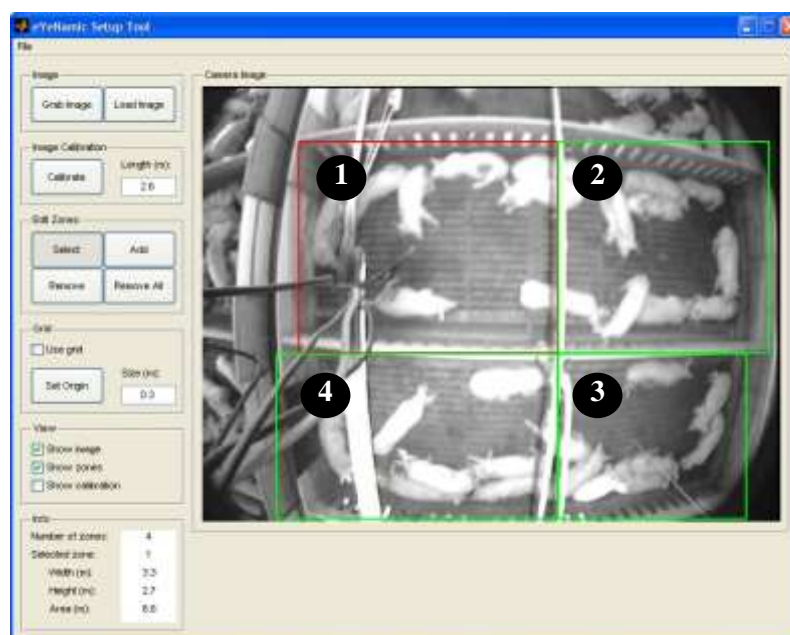 eYeNamic Setup Tool
File
Image
Camera Image
Grab Image
Load Image
Image Calibration
Calibrate
Length (m):
2.6
Edit Zones
Select
Add
Remove
Remove All
Grid
Use grid
Set Origin
Size (m):
0.3
View
Show image
Show zones
Show calibration
Info
Number of zones: 4
Selected zone: 1
Width (m): 3.3
Height (m): 2.7
Area (m):
1
2
4
3